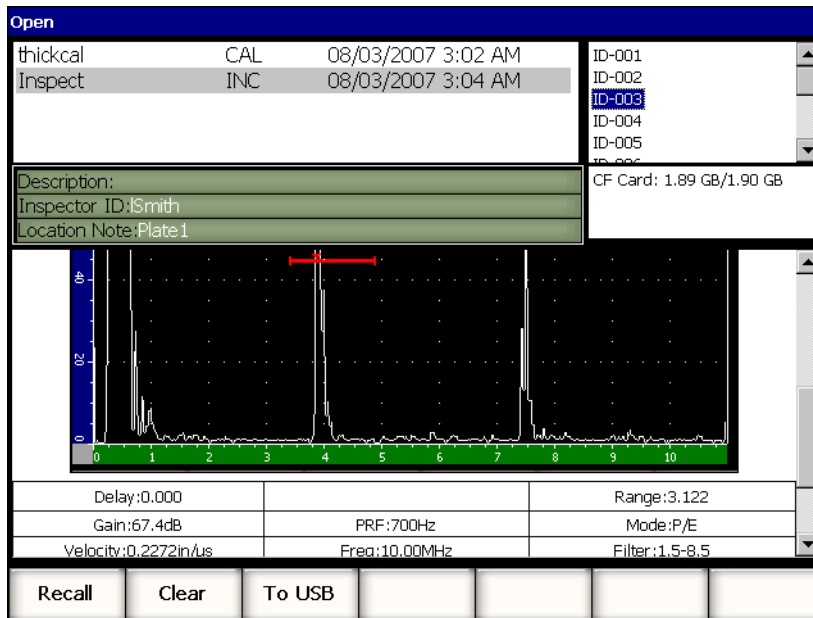 Open
thickcal CAL 08/03/2007 3:02 AM
Inspect INC 08/03/2007 3:04 AM
ID-001
ID-002
ID-003
ID-004
ID-005
Description:
Inspector ID:JSmith
Location Note:Plate1
CF Card: 1.89 GB/1.90 GB
40
20
0
0 1 2 3 4 5 6 7 8 9 10
Delay:0.000 Range:3.122
Gain:67.4dB PRF:700Hz Mode:P/E
Velocity:0.2272in/us Freq:10.00MHz Filter:1.5-8.5
Recall Clear To USB